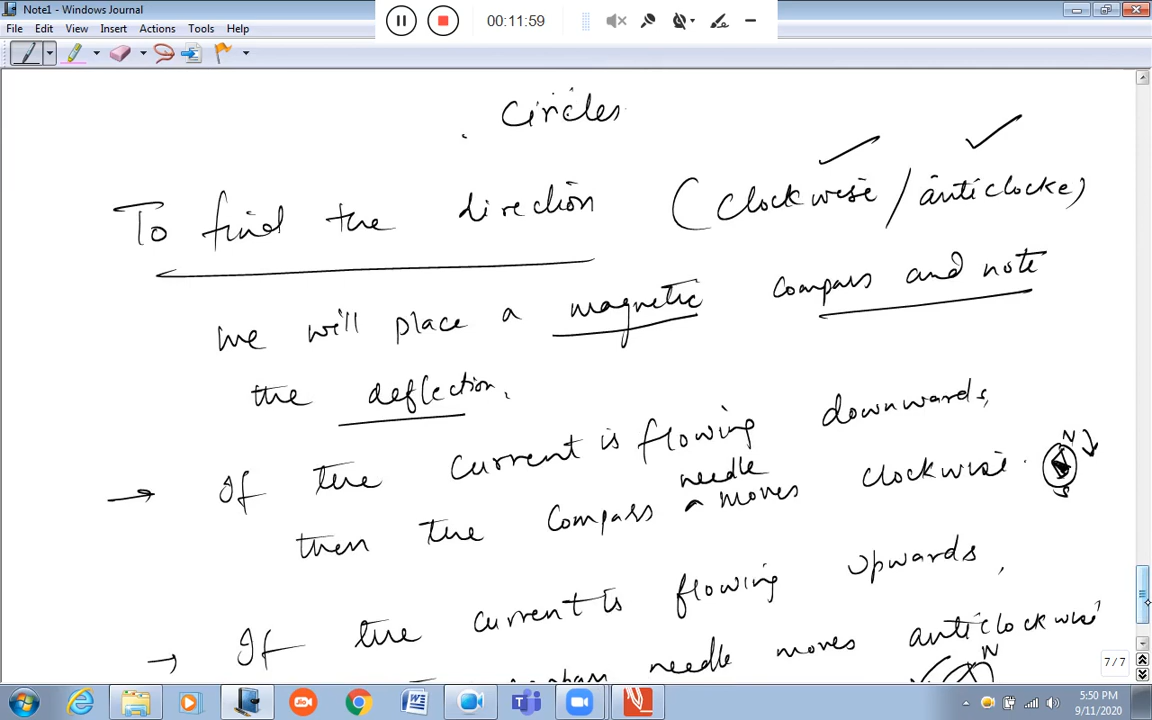 Note1 - Windows Journal
00:11:59
File Edit View Insert Actions Tools Help
Circles
To find the direction (clockwise/anticlocke)
we will place a magnetic compass and note
the deflection.
→ If the current is flowing downwards,
needle
then the compass ^ moves clockwise.
N
S
→ If the current is flowing upwards,
needle moves anticlockwise
N
7/7
5:50 PM
9/11/2020